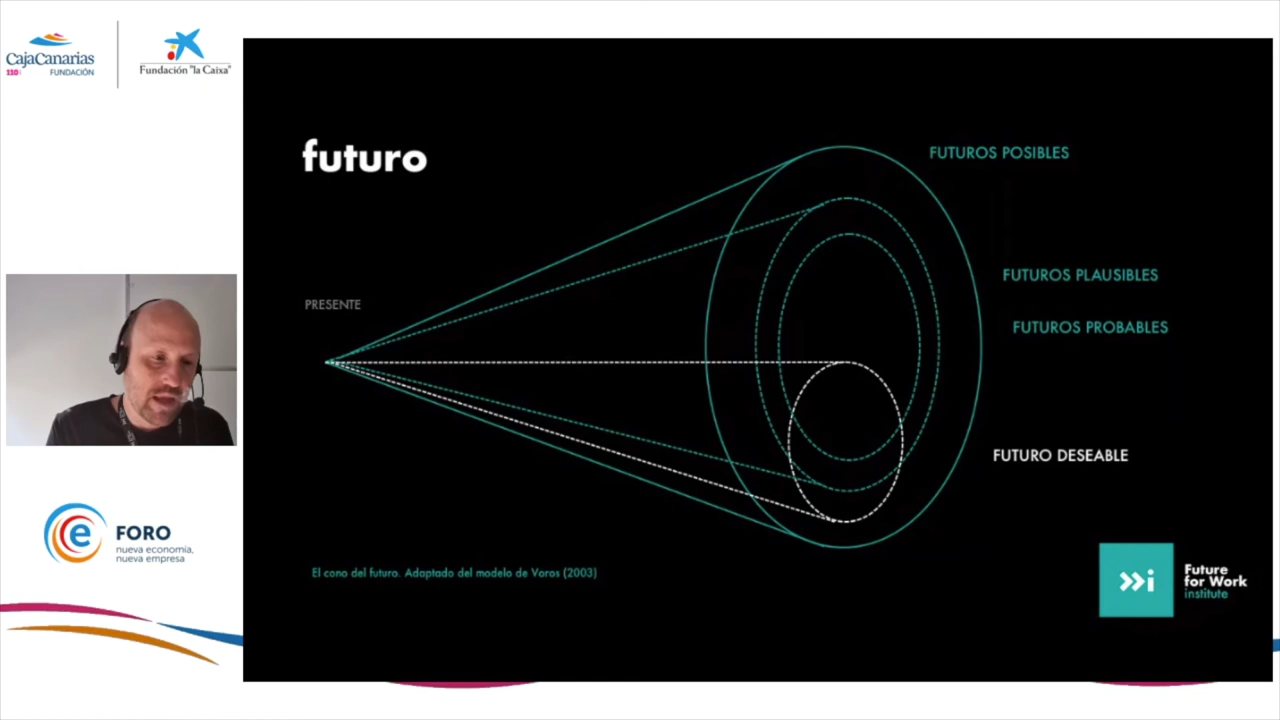 CajaCanarias
110
FUNDACIÓN
Fundación "la Caixa"
futuro
FUTUROS POSIBLES
FUTUROS PLAUSIBLES
PRESENTE
FUTUROS PROBABLES
FUTURO DESEABLE
e FORO
nueva economía,
nueva empresa
El cono del futuro. Adaptado del modelo de Voros (2003)
»i
Future
for Work
institute